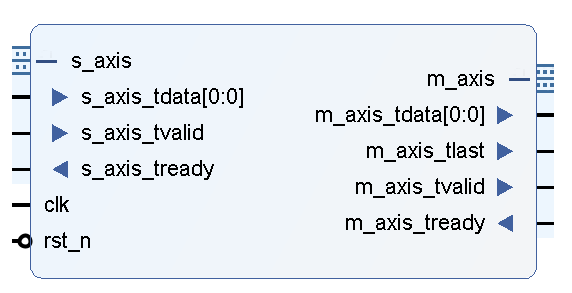 s_axis
s_axis_tdata[0:0]
s_axis_tvalid
s_axis_tready
clk
rst_n
m_axis
m_axis_tdata[0:0]
m_axis_tlast
m_axis_tvalid
m_axis_tready